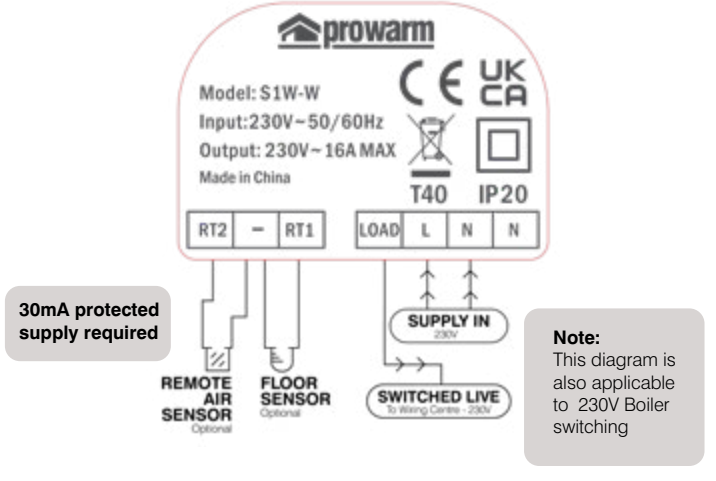 prowarm
Model: S1W-W
Input:230V~50/60Hz
Output: 230V~16A MAX
Made in China
CE
UK
CA
T40
IP20
RT2
–
RT1
LOAD
L
N
N
30mA protected
supply required
REMOTE
AIR
SENSOR
Optional
FLOOR
SENSOR
Optional
SUPPLY IN
230V
SWITCHED LIVE
To Wiring Centre - 230V
Note:
This diagram is
also applicable
to 230V Boiler
switching